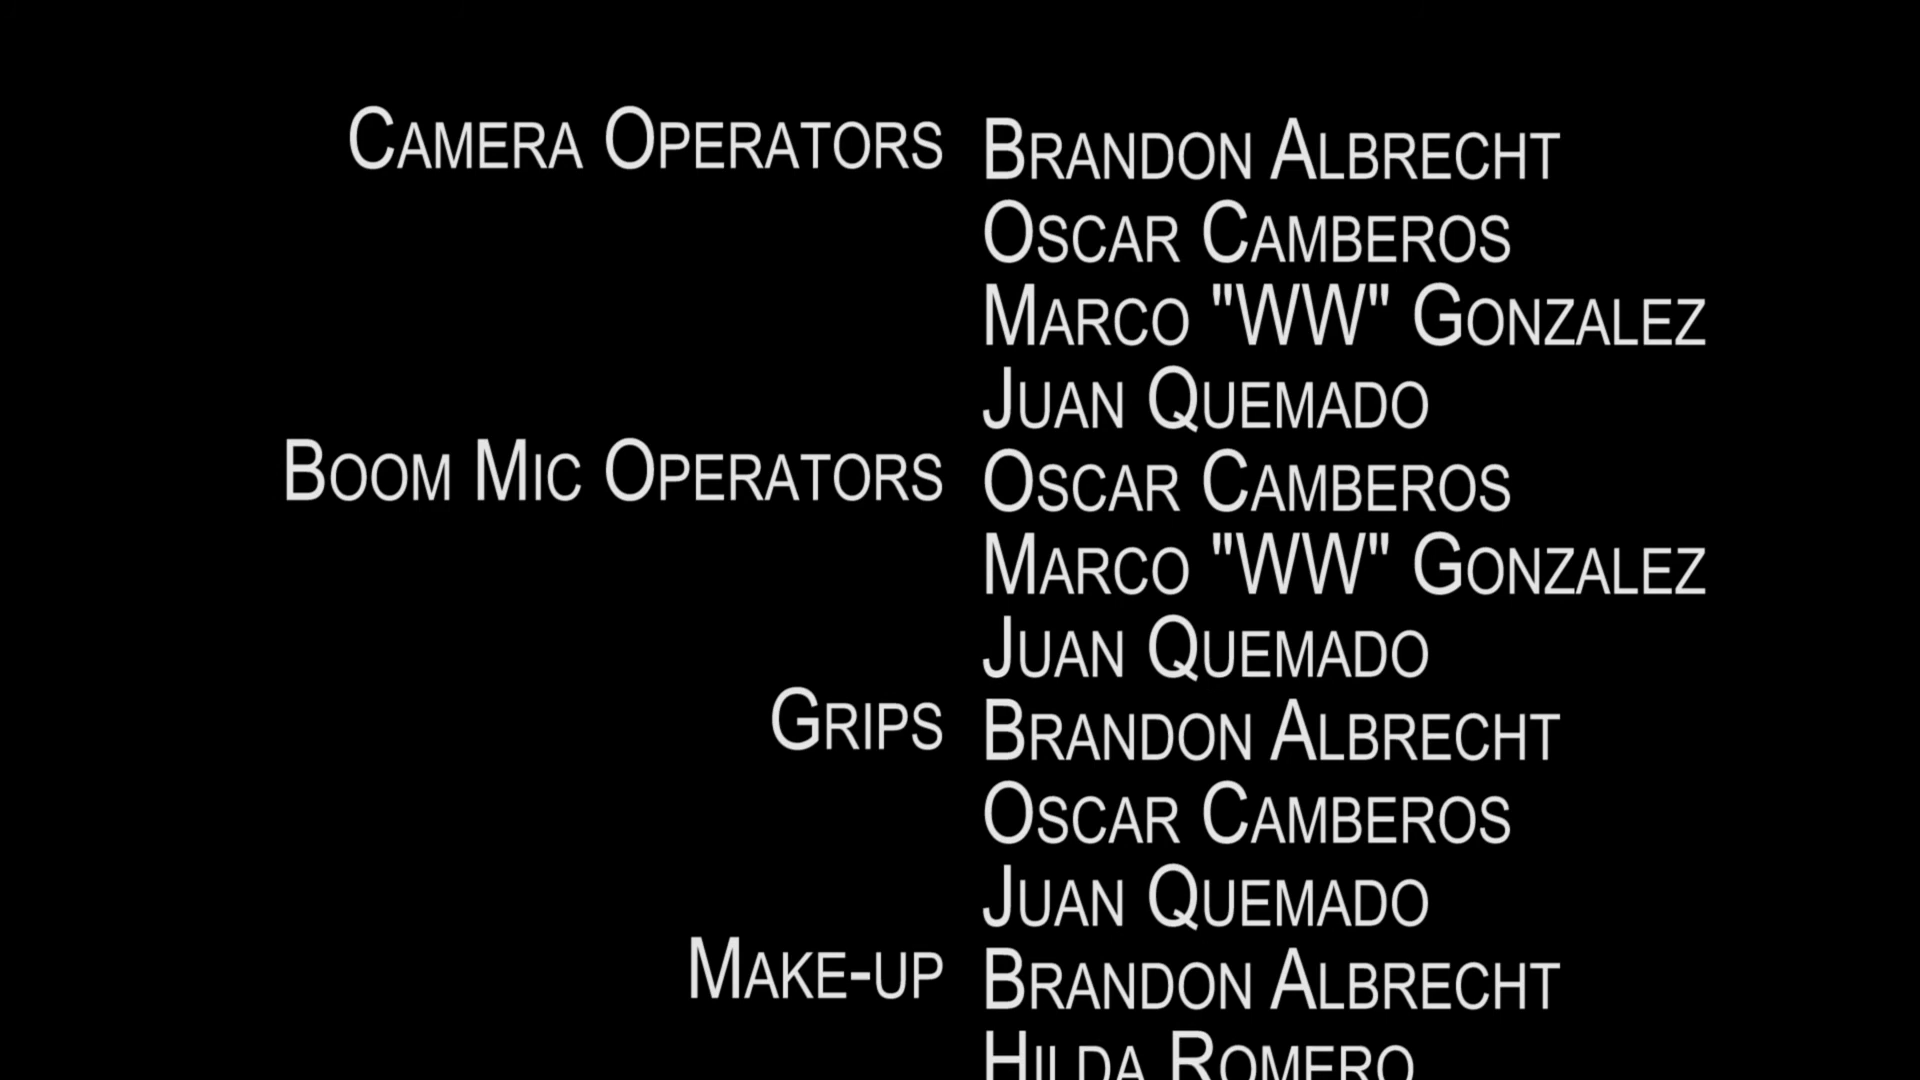 Camera Operators Brandon Albrecht
Oscar Camberos
Marco "WW" Gonzalez
Juan Quemado
Boom Mic Operators Oscar Camberos
Marco "WW" Gonzalez
Juan Quemado
Grips Brandon Albrecht
Oscar Camberos
Juan Quemado
Make-up Brandon Albrecht
Hilda Romero